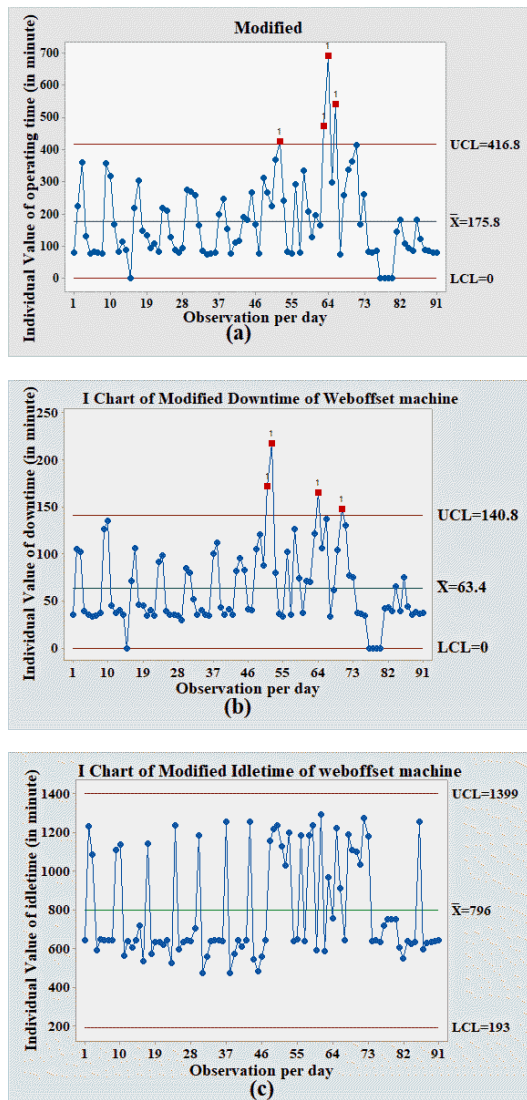 Modified
Individual Value of operating time (in minute)
700
600
500
400
300
200
100
0
1
1
1
1
UCL=416.8
X̅=175.8
LCL=0
1 10 19 28 37 46 55 64 73 82 91
Observation per day
(a)
I Chart of Modified Downtime of Weboffset machine
Individual Value of downtime (in minute)
250
200
150
100
50
0
1
1
1
1
UCL=140.8
X̅=63.4
LCL=0
1 10 19 28 37 46 55 64 73 82 91
Observation per day
(b)
I Chart of Modified Idletime of weboffset machine
Individual Value of idletime (in minute)
1400
1200
1000
800
600
400
200
UCL=1399
X̅=796
LCL=193
1 10 19 28 37 46 55 64 73 82 91
Observation per day
(c)